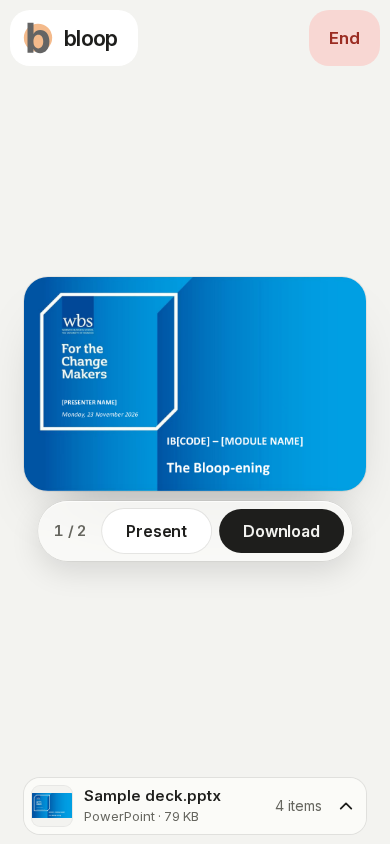 b bloop
End
wbs
For the
Change
Makers
[PRESENTER NAME]
Monday, 23 November 2026
IB[CODE] – [MODULE NAME]
The Bloop-ening
1 / 2
Present
Download
Sample deck.pptx
PowerPoint · 79 KB
4 items